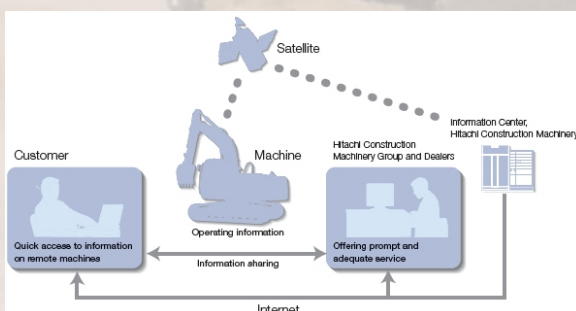 Satellite
Information Center,
Hitachi Construction Machinery
Customer
Machine
Hitachi Construction
Machinery Group and Dealers
Operating information
Quick access to information
on remote machines
Offering prompt and
adequate service
Information sharing
Internet